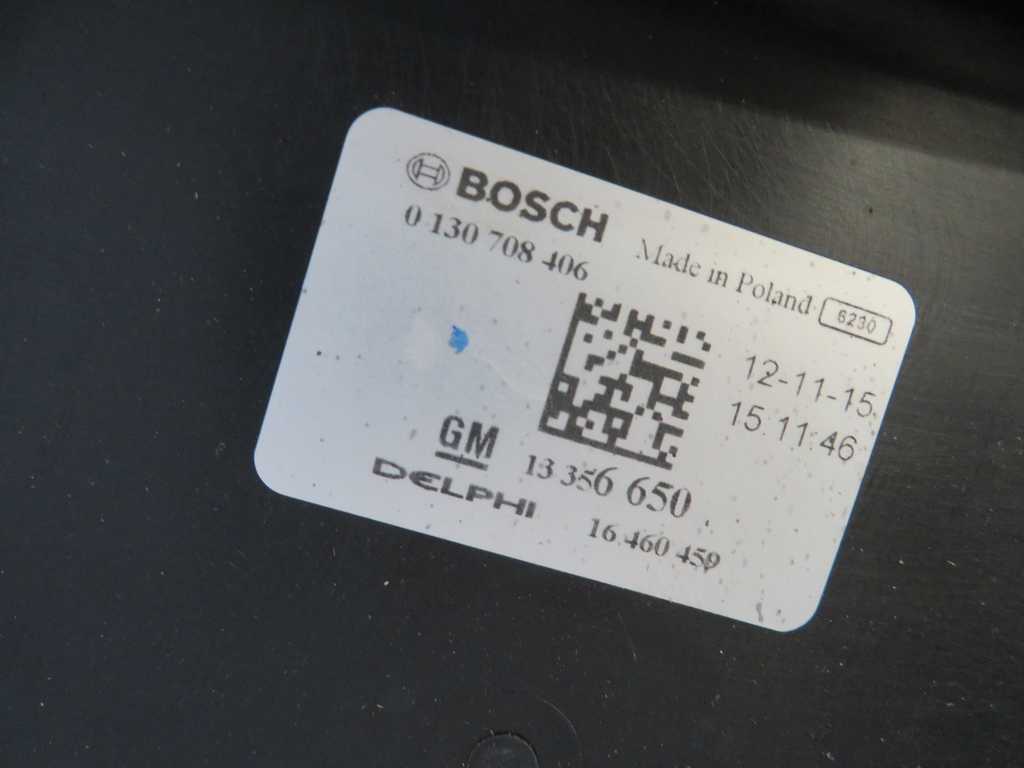 BOSCH
0 130 708 406
Made in Poland 6230
12-11-15
15:11:46
GM
13 356 650
DELPHI
16 460 459